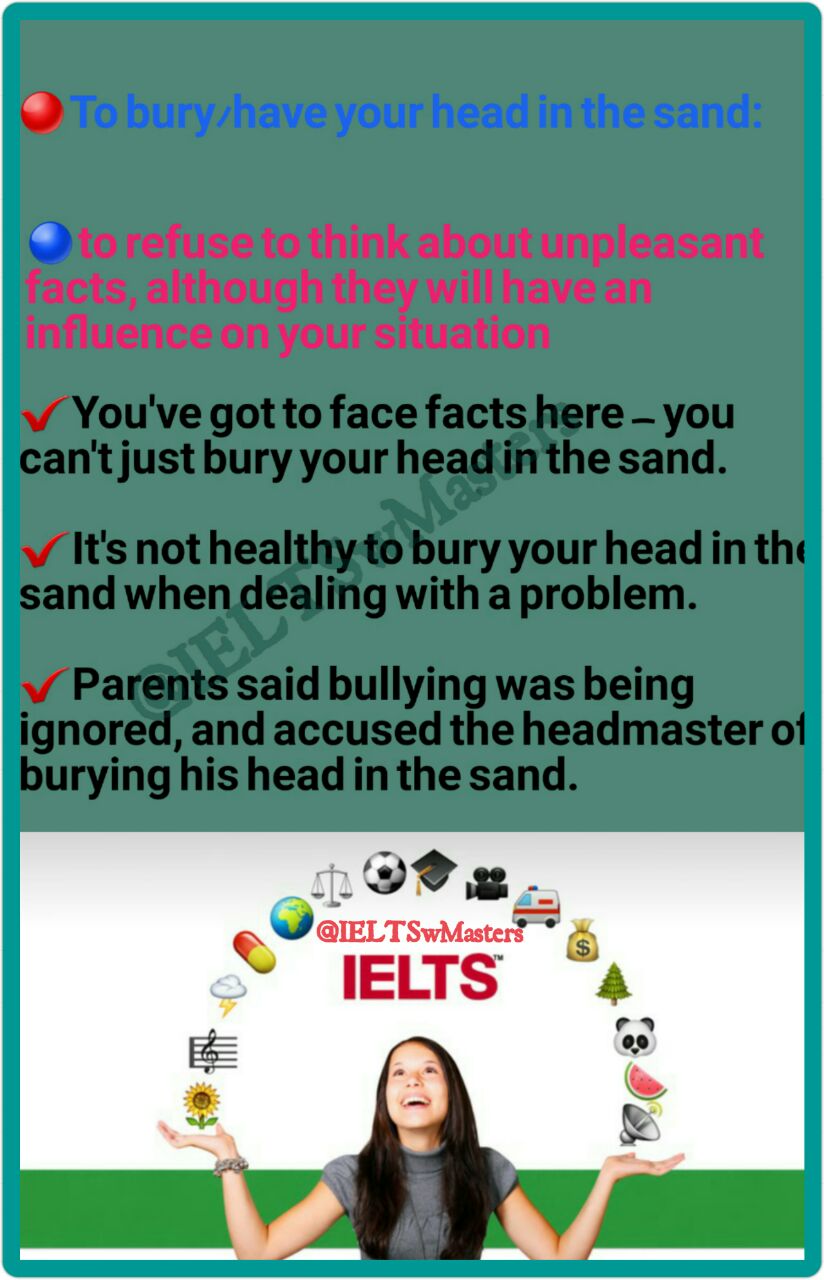 To bury/have your head in the sand:
to refuse to think about unpleasant
facts, although they will have an
influence on your situation
You've got to face facts here – you
can't just bury your head in the sand.
It's not healthy to bury your head in the
sand when dealing with a problem.
Parents said bullying was being
ignored, and accused the headmaster of
burying his head in the sand.
@IELTSwMasters
@IELTSwMasters
IELTS™